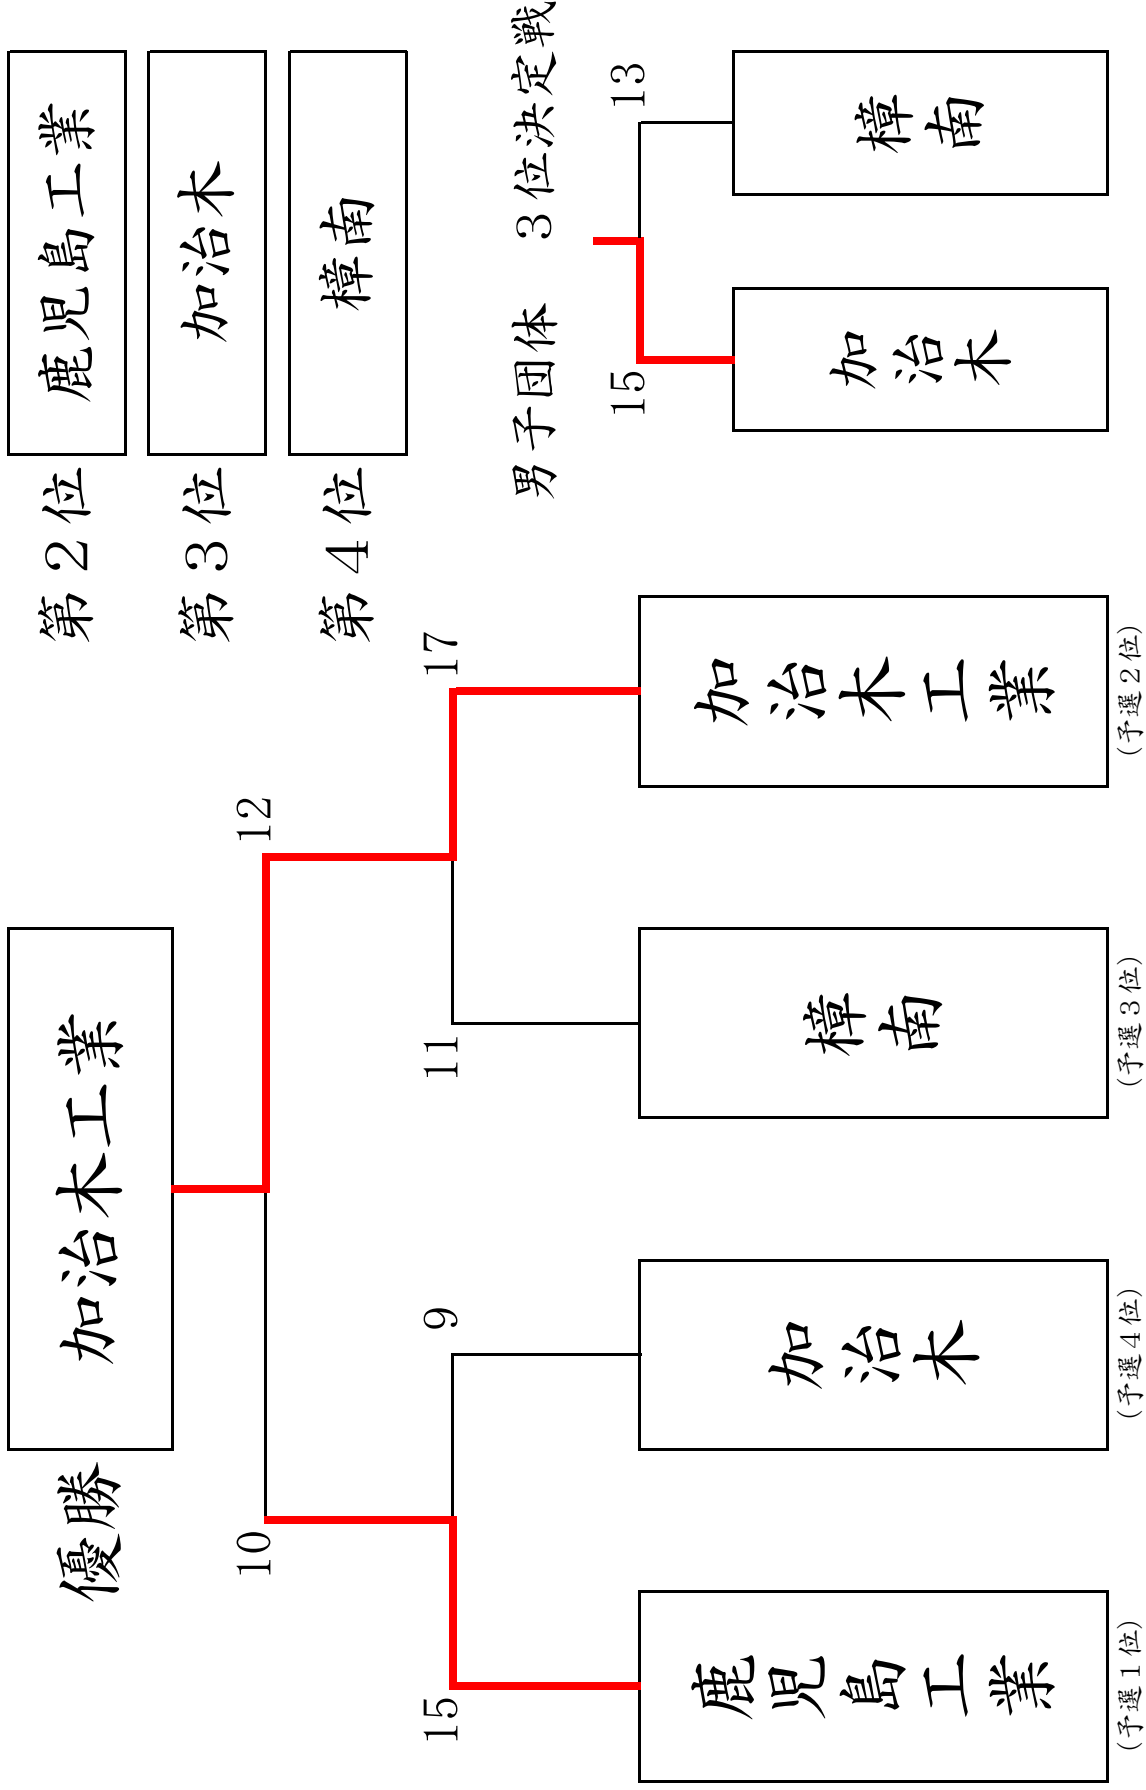 優勝
加治木工業
第２位
鹿児島工業
第３位
加治木
第４位
樟南
10
12
15
9
11
17
鹿児島工業
(予選１位)
加治木
(予選４位)
樟南
(予選３位)
加治木工業
(予選２位)
男子団体　３位決定戦
15
13
加治木
樟南